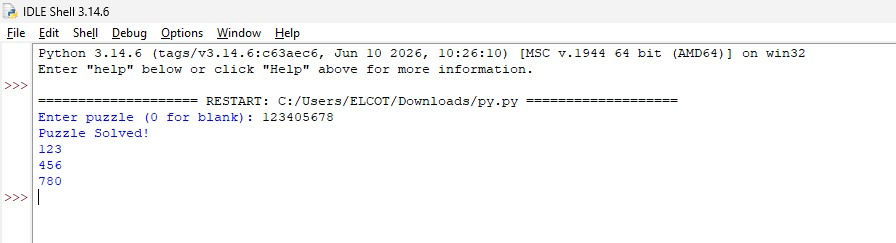 IDLE Shell 3.14.6
File Edit Shell Debug Options Window Help
Python 3.14.6 (tags/v3.14.6:c63aec6, Jun 10 2026, 10:26:10) [MSC v.1944 64 bit (AMD64)] on win32
Enter "help" below or click "Help" above for more information.
>>>
==================== RESTART: C:/Users/ELCOT/Downloads/py.py ===================
Enter puzzle (0 for blank): 123405678
Puzzle Solved!
123
456
780
>>>